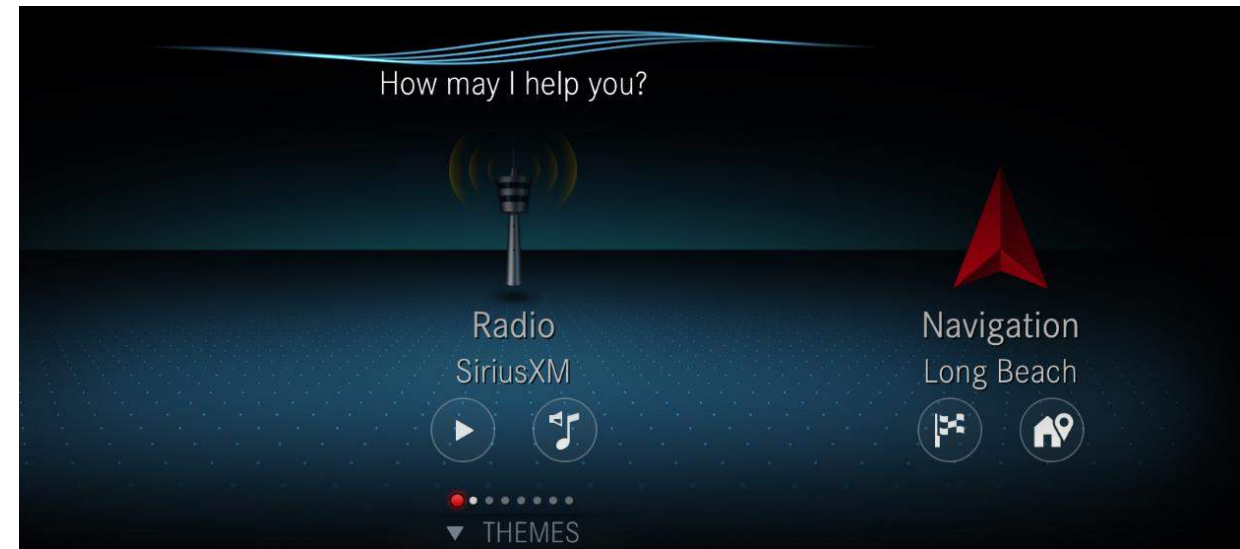 How may I help you?
Radio
SiriusXM
Navigation
Long Beach
THEMES